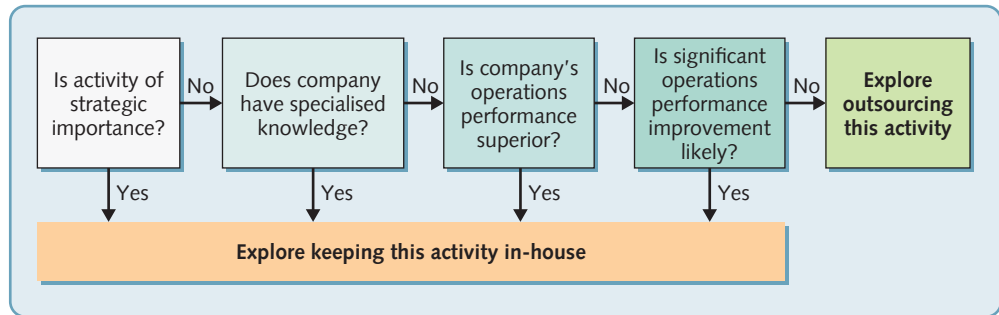 Is activity of
strategic
importance?
No
Does company
have specialised
knowledge?
No
Is company’s
operations
performance
superior?
No
Is significant
operations
performance
improvement
likely?
No
Explore
outsourcing
this activity
Yes
Yes
Yes
Yes
Explore keeping this activity in-house